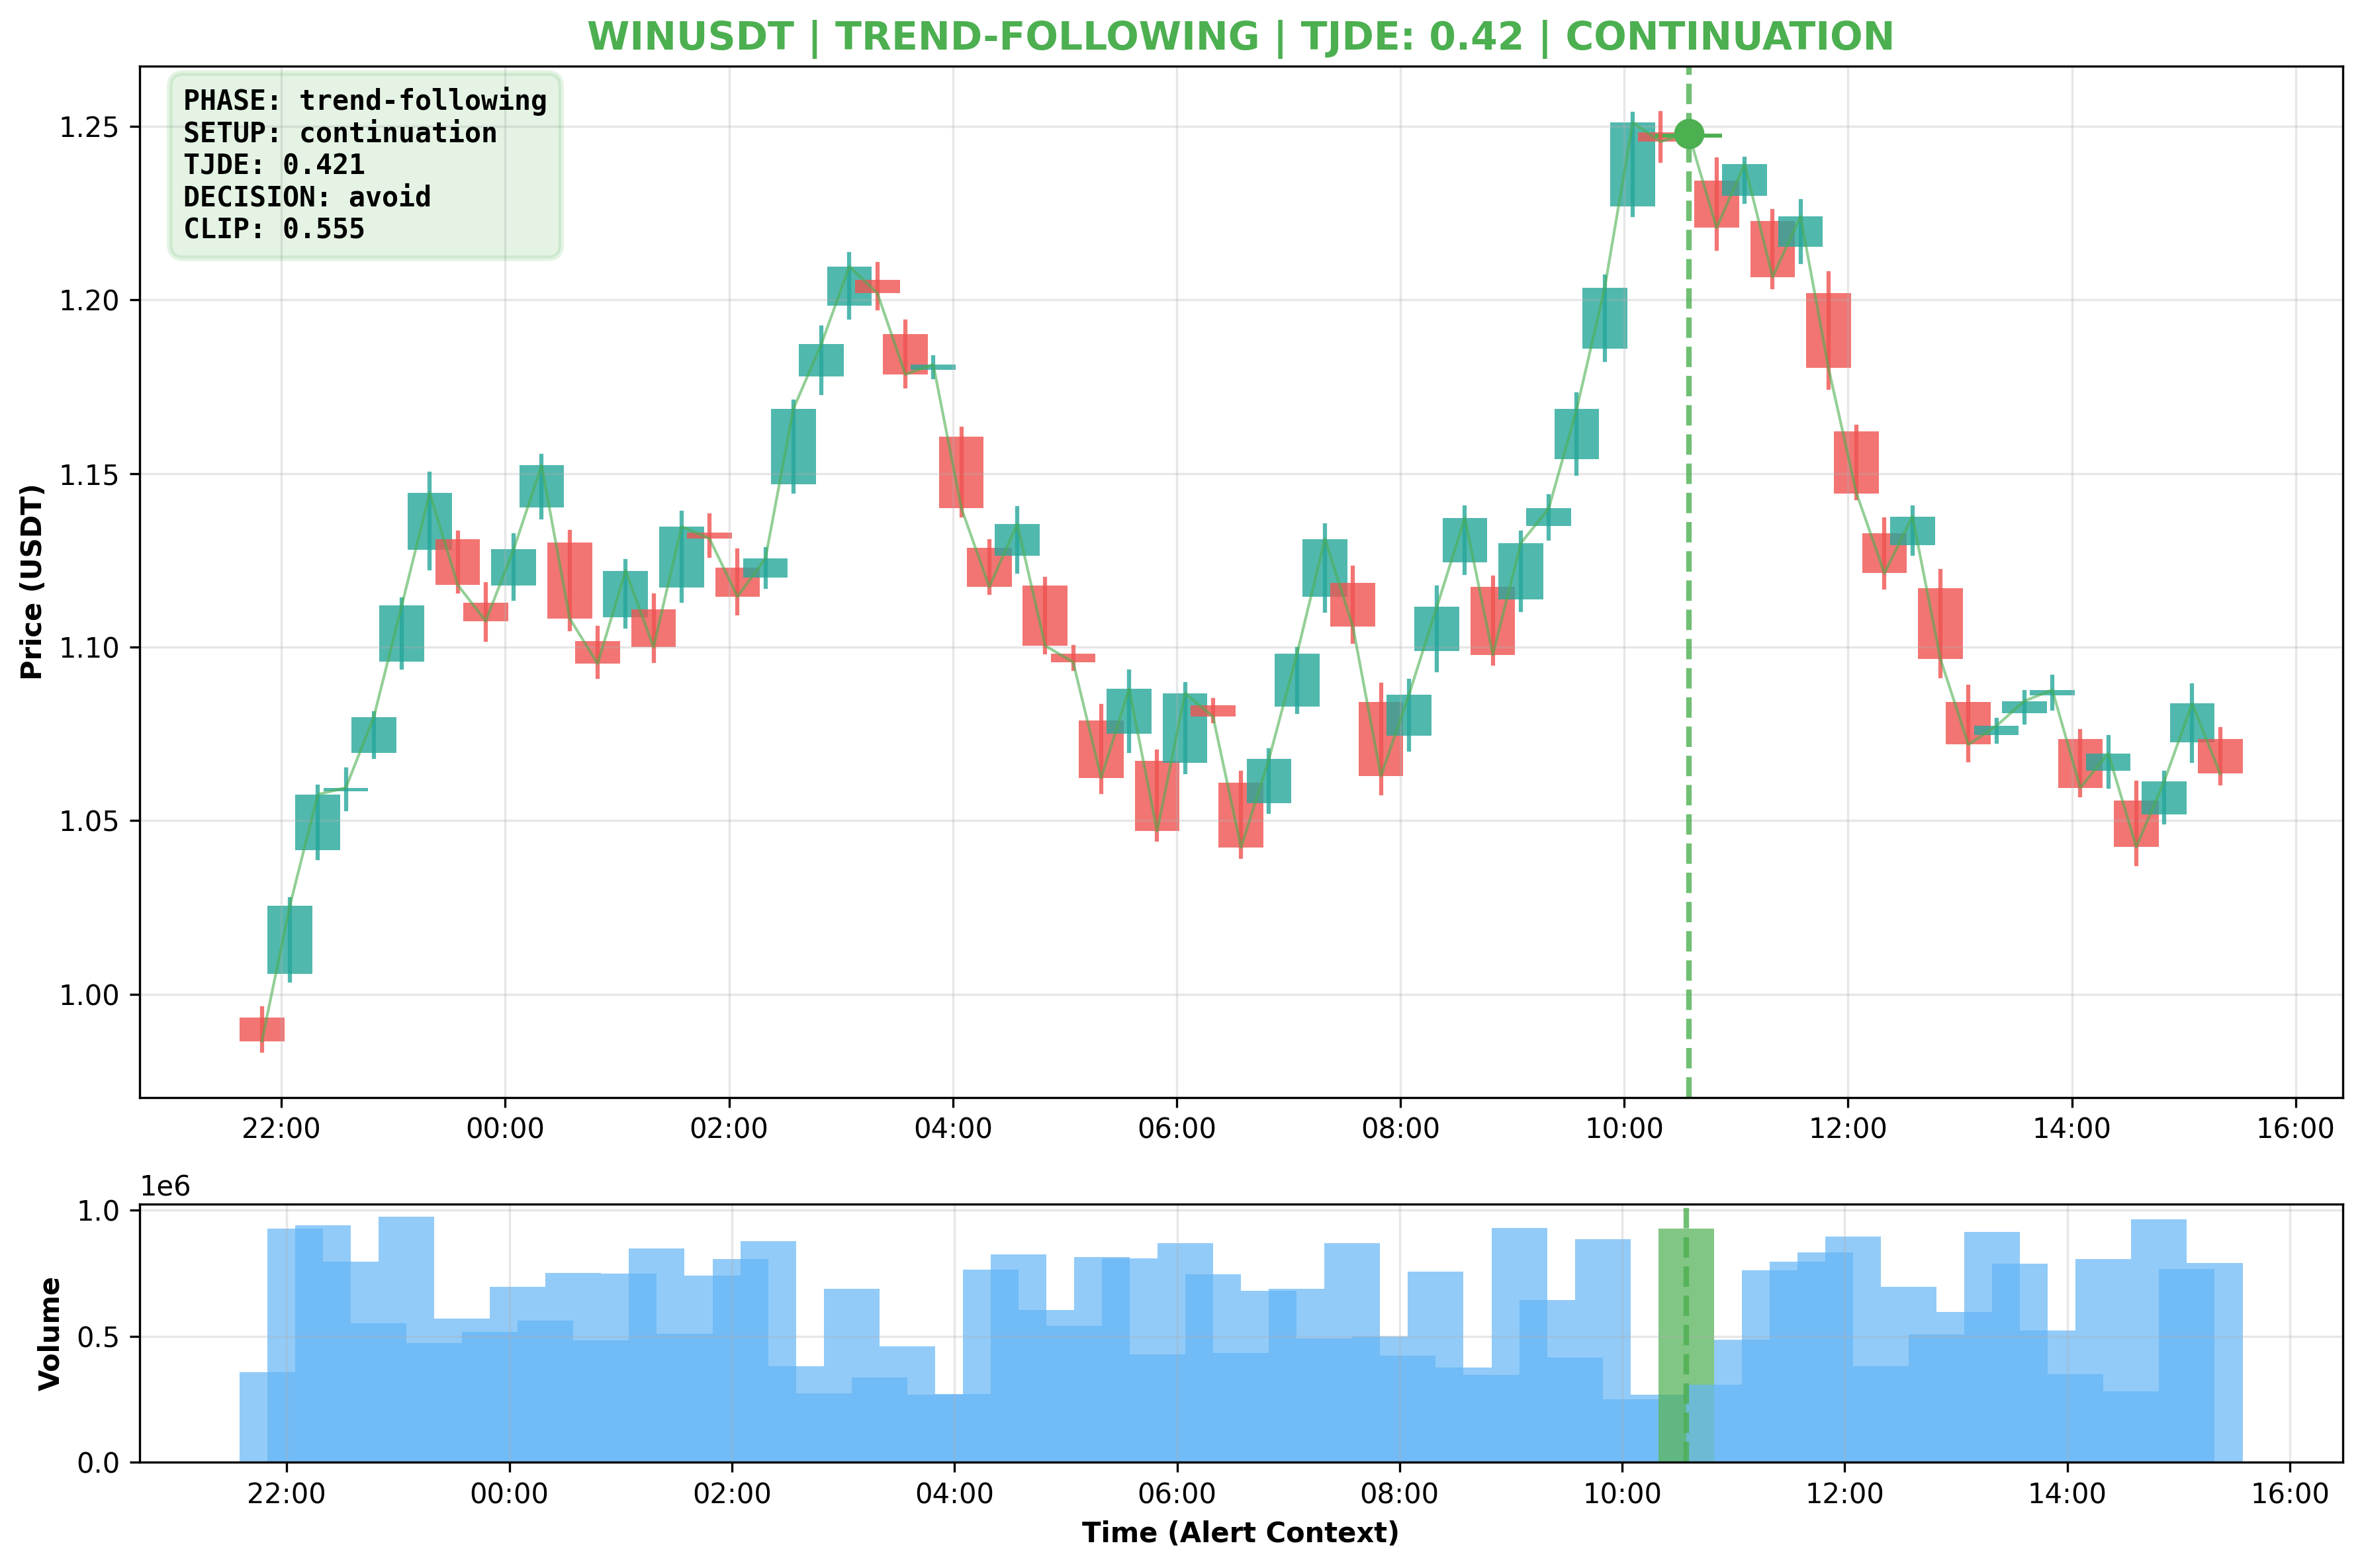 WINUSDT | TREND-FOLLOWING | TJDE: 0.42 | CONTINUATION
PHASE: trend-following
SETUP: continuation
TJDE: 0.421
DECISION: avoid
CLIP: 0.555
Price (USDT)
1.25
1.20
1.15
1.10
1.05
1.00
22:00 00:00 02:00 04:00 06:00 08:00 10:00 12:00 14:00 16:00
1e6
Volume
1.0
0.5
0.0
22:00 00:00 02:00 04:00 06:00 08:00 10:00 12:00 14:00 16:00
Time (Alert Context)